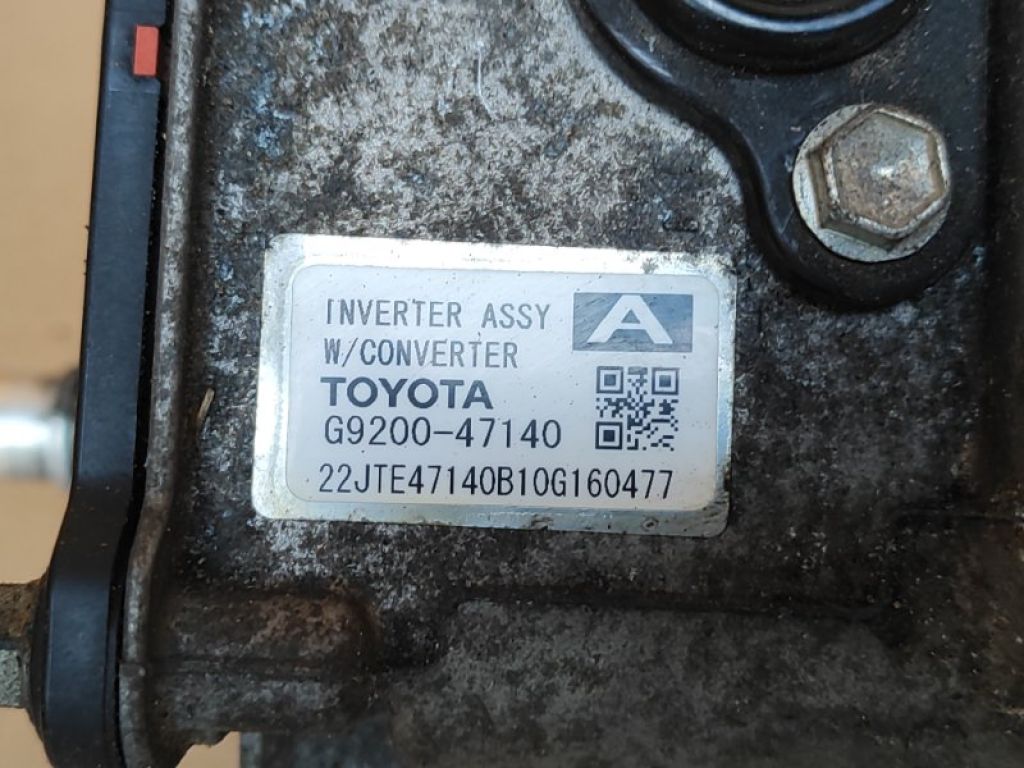 INVERTER ASSY A
W/CONVERTER
TOYOTA
G9200-47140
22JTE47140B10G160477